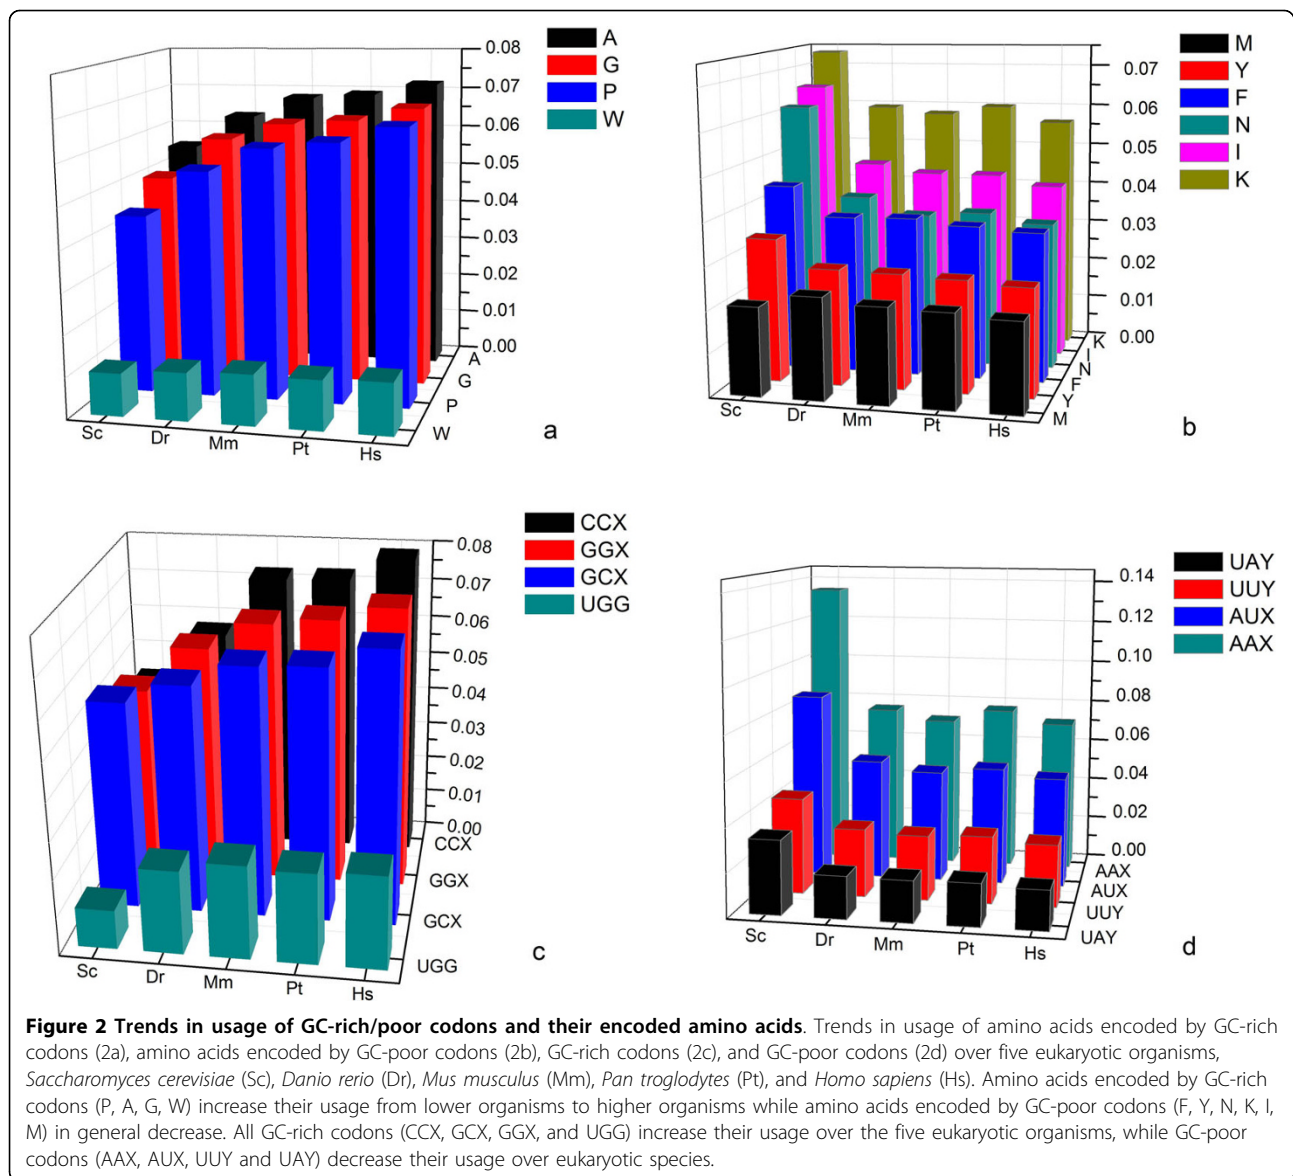 A
G
P
W
0.08
0.07
0.06
0.05
0.04
0.03
0.02
0.01
0.00
A
G
P
W
Sc
Dr
Mm
Pt
Hs
a
M
Y
F
N
I
K
0.07
0.06
0.05
0.04
0.03
0.02
0.01
0.00
K
I
N
F
Y
M
Sc
Dr
Mm
Pt
Hs
b
CCX
GGX
GCX
UGG
0.08
0.07
0.06
0.05
0.04
0.03
0.02
0.01
0.00
CCX
GGX
GCX
UGG
Sc
Dr
Mm
Pt
Hs
c
UAY
UUY
AUX
AAX
0.14
0.12
0.10
0.08
0.06
0.04
0.02
0.00
AAX
AUX
UUY
UAY
Sc
Dr
Mm
Pt
Hs
d
Figure 2 Trends in usage of GC-rich/poor codons and their encoded amino acids. Trends in usage of amino acids encoded by GC-rich
codons (2a), amino acids encoded by GC-poor codons (2b), GC-rich codons (2c), and GC-poor codons (2d) over five eukaryotic organisms,
Saccharomyces cerevisiae (Sc), Danio rerio (Dr), Mus musculus (Mm), Pan troglodytes (Pt), and Homo sapiens (Hs). Amino acids encoded by GC-rich
codons (P, A, G, W) increase their usage from lower organisms to higher organisms while amino acids encoded by GC-poor codons (F, Y, N, K, I,
M) in general decrease. All GC-rich codons (CCX, GCX, GGX, and UGG) increase their usage over the five eukaryotic organisms, while GC-poor
codons (AAX, AUX, UUY and UAY) decrease their usage over eukaryotic species.